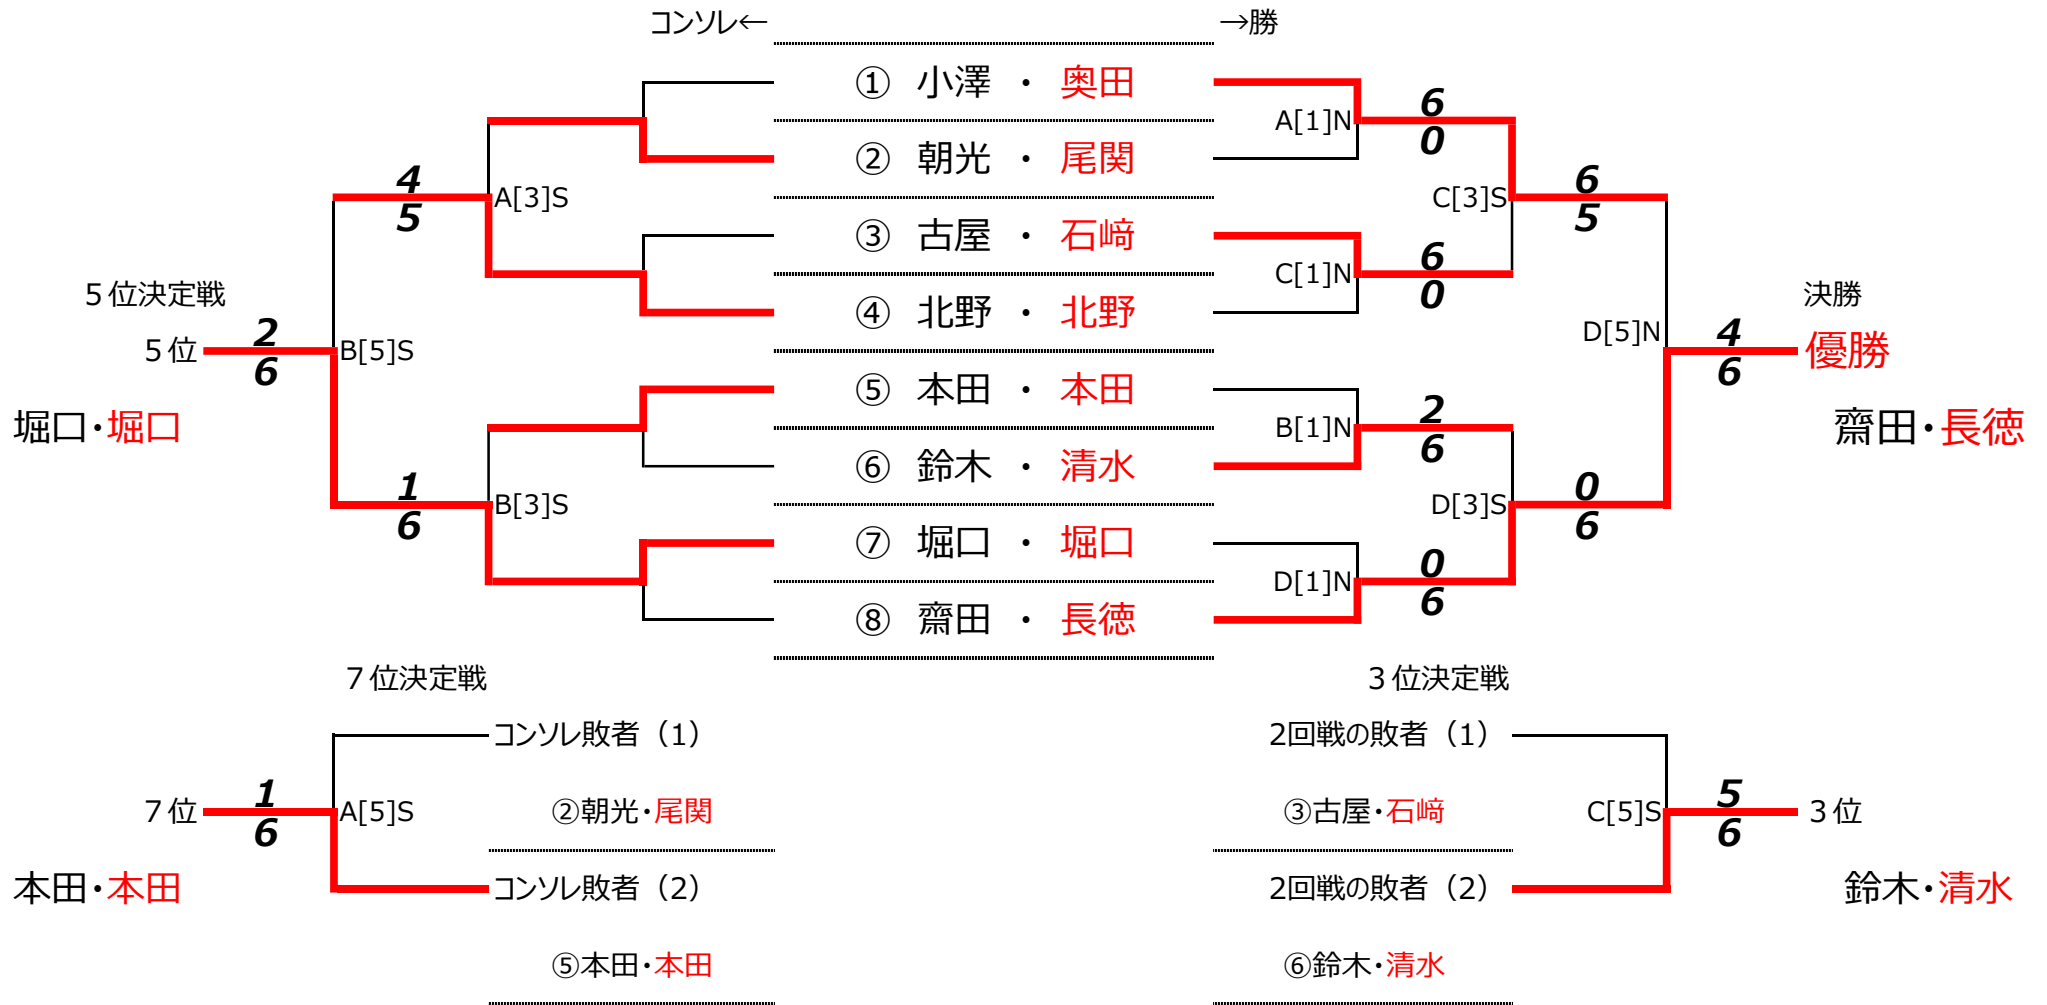 コンソレ← →勝
① 小澤 ・ 奥田
6
A[1]N
0
② 朝光 ・ 尾関
4 6
A[3]S C[3]S
5 5
③ 古屋 ・ 石﨑
6
C[1]N
0
5位決定戦 決勝
④ 北野 ・ 北野
2 D[5]N 4
5位 B[5]S 優勝
6 6
⑤ 本田 ・ 本田
2
堀口・堀口 B[1]N 齋田・長徳
6
⑥ 鈴木 ・ 清水
1 0
B[3]S D[3]S
6 6
⑦ 堀口 ・ 堀口
0
D[1]N
6
⑧ 齋田 ・ 長徳
7位決定戦 3位決定戦
コンソレ敗者（1） 2回戦の敗者（1）
1 5
7位 A[5]S ②朝光・尾関 ③古屋・石﨑 C[5]S 3位
6 6
本田・本田 コンソレ敗者（2） 2回戦の敗者（2） 鈴木・清水
⑤本田・本田 ⑥鈴木・清水